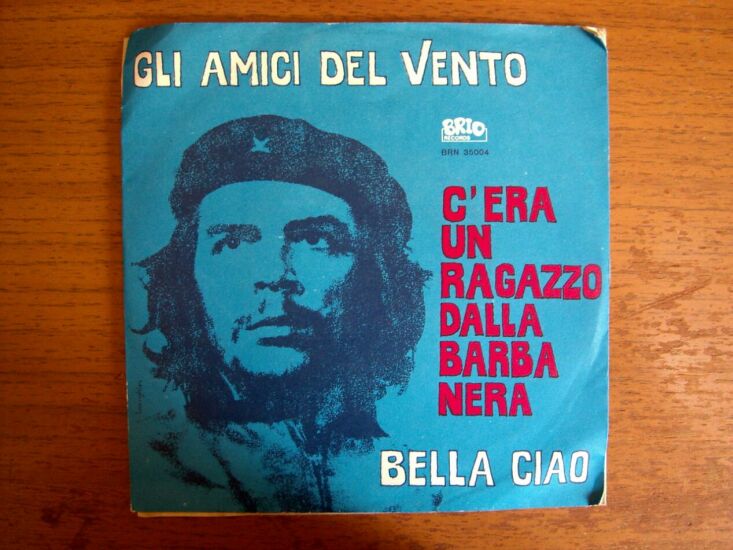 GLI AMICI DEL VENTO
BRIO
RECORDS
BRN 35004
C'ERA
UN
RAGAZZO
DALLA
BARBA
NERA
BELLA CIAO